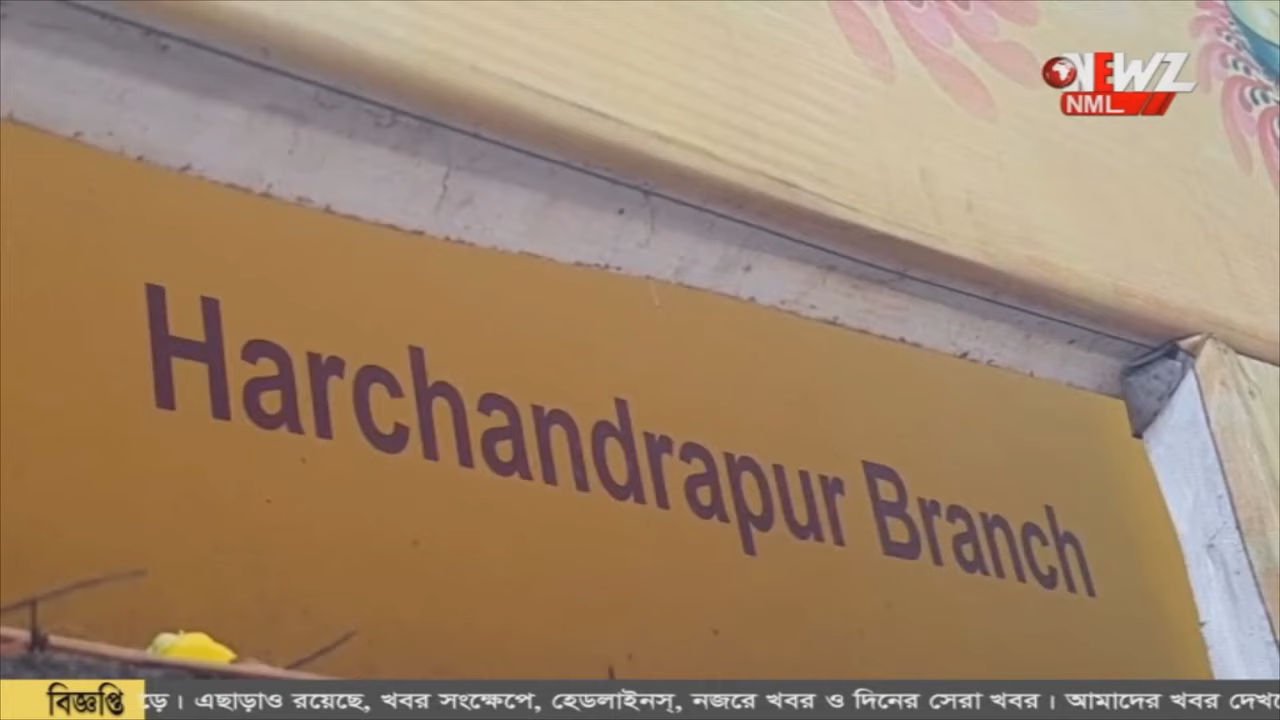 NEWZ
NML
Harchandrapur Branch
বিজ্ঞপ্তি
ড়ে। এছাড়াও রয়েছে, খবর সংক্ষেপে, হেডলাইনস্, নজরে খবর ও দিনের সেরা খবর। আমাদের খবর